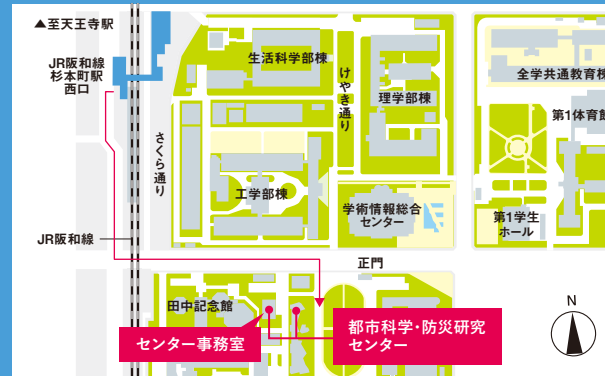 ▲至天王寺駅
JR阪和線
杉本町駅
西口
生活科学部棟
けやき通り
理学部棟
全学共通教育棟
第1体育館
さくら通り
工学部棟
学術情報総合
センター
第1学生
ホール
JR阪和線
正門
田中記念館
センター事務室
都市科学・防災研究
センター
N